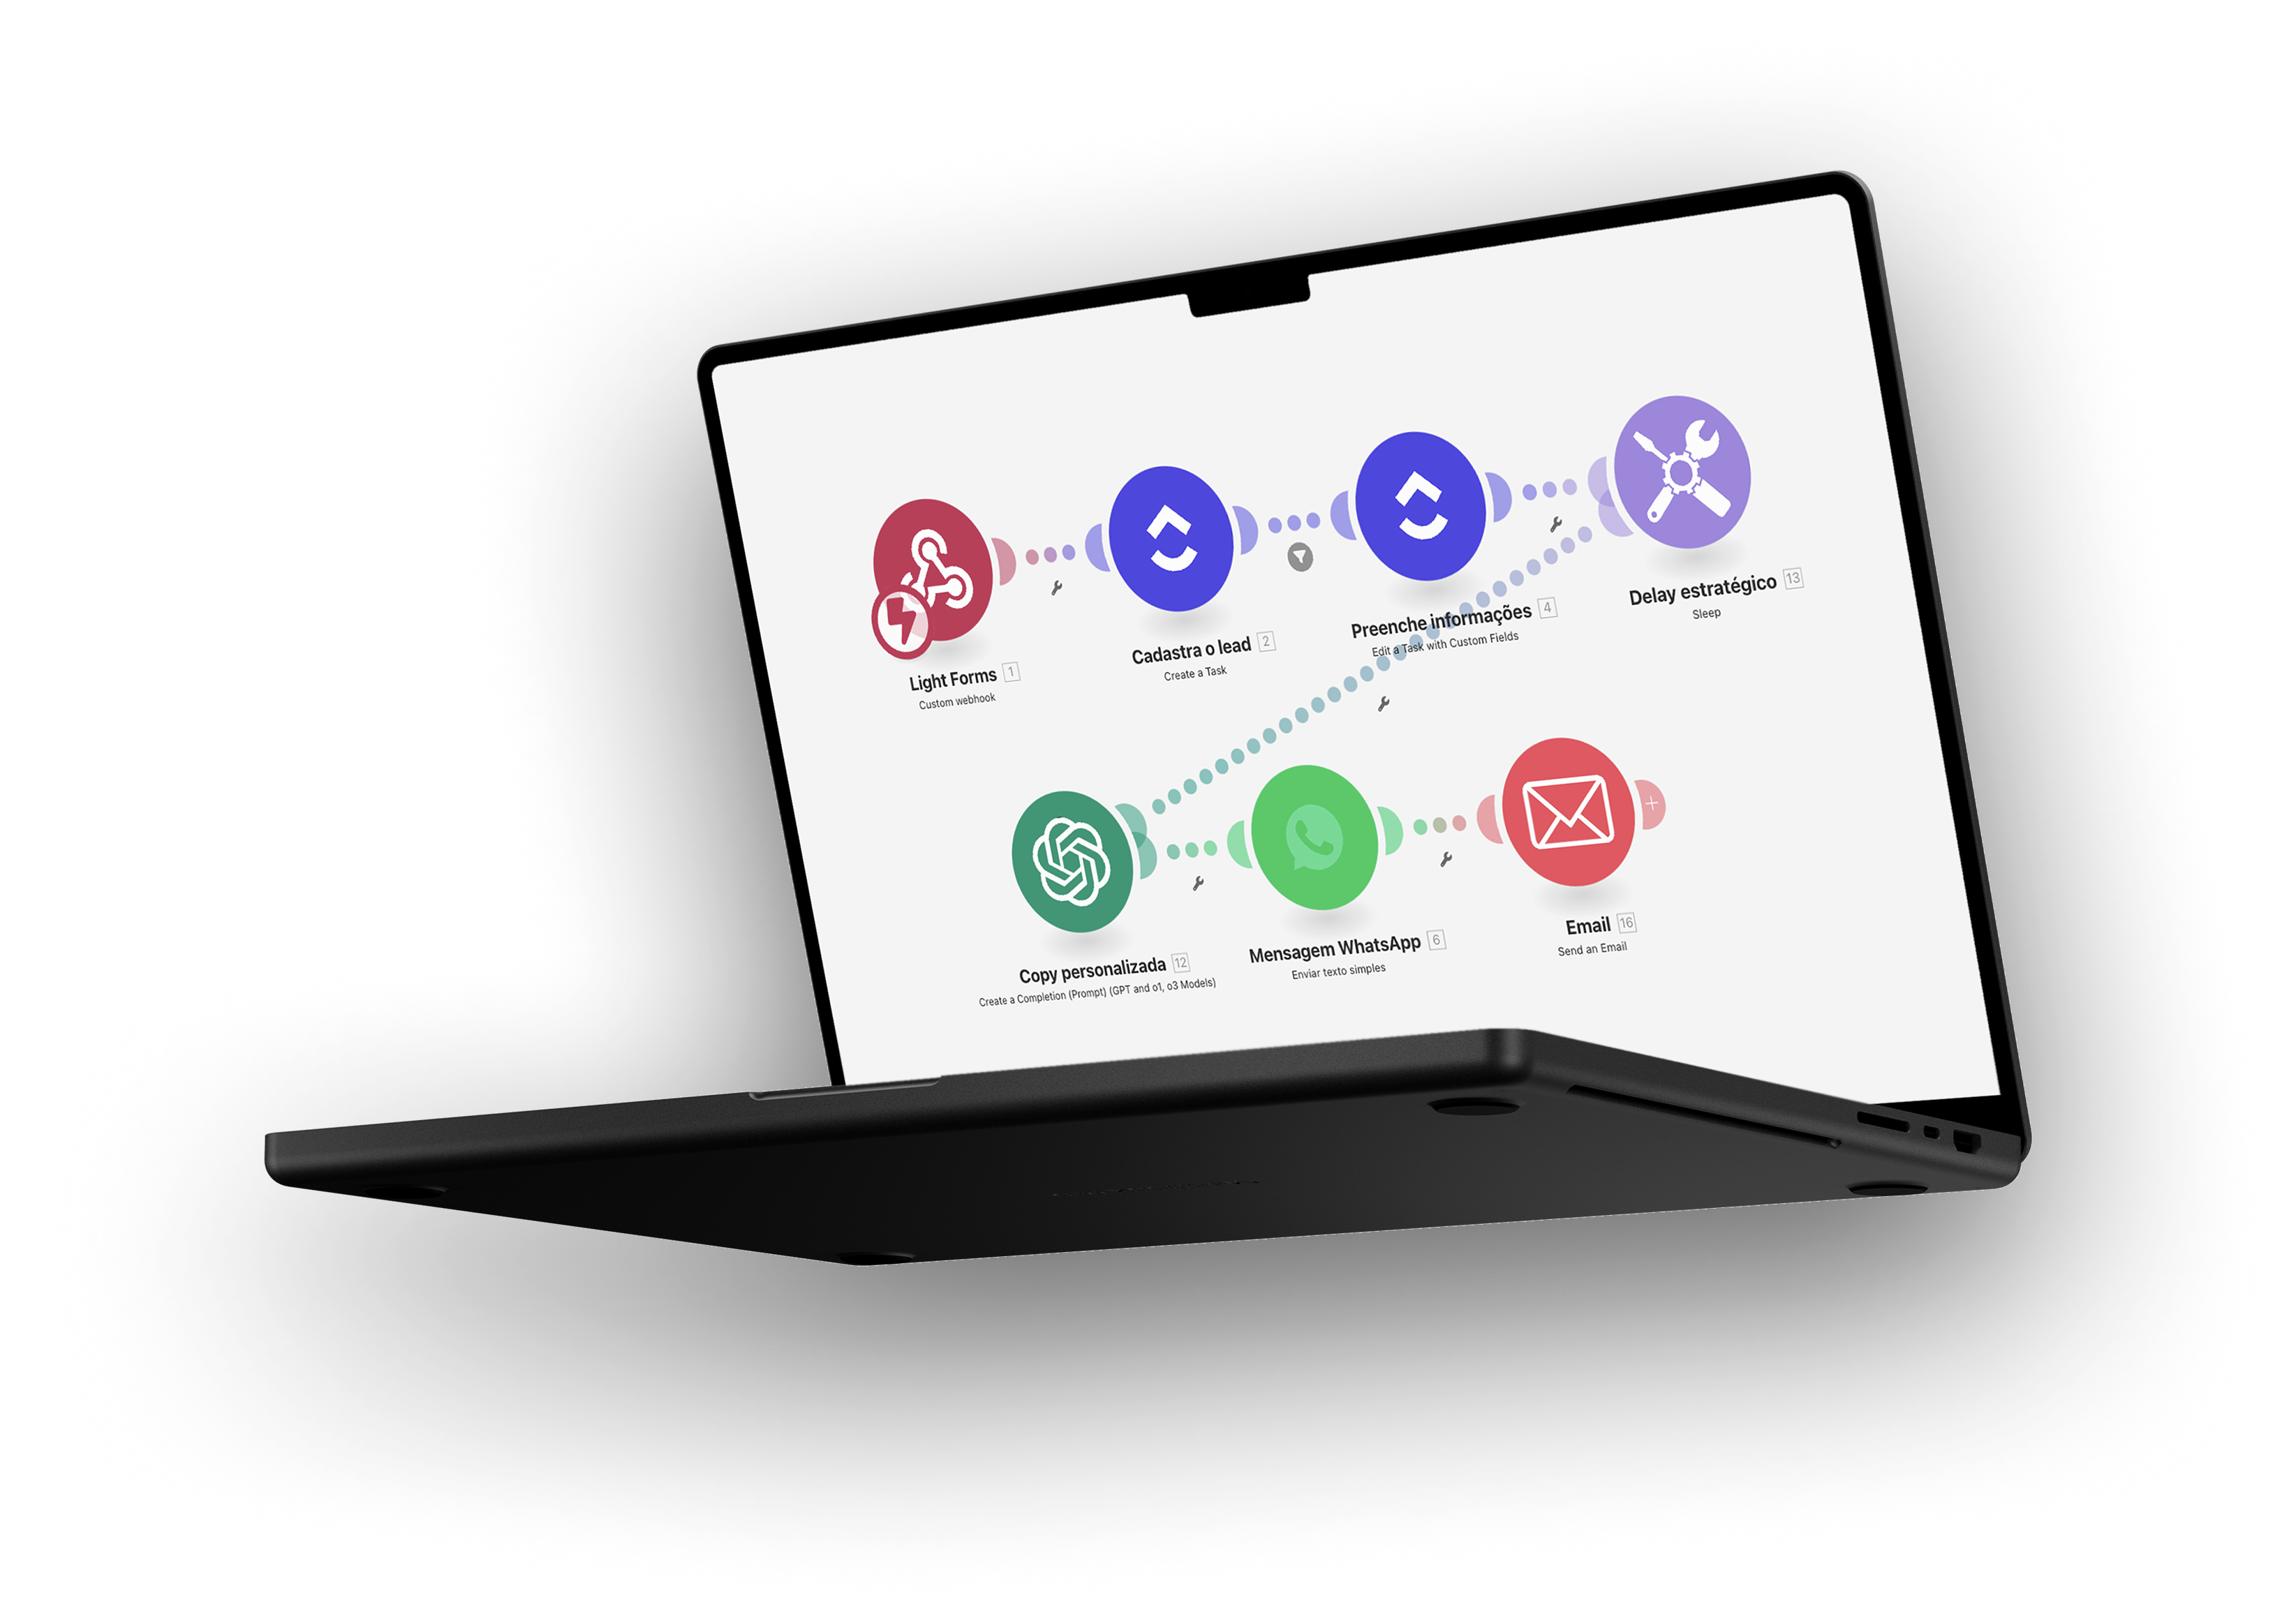 Light Forms 1
Custom webhook
Cadastra o lead 2
Create a Task
Preenche informações 4
Edit a Task with Custom Fields
Delay estratégico 13
Sleep
Copy personalizada 12
Create a Completion (Prompt) (GPT and o1, o3 Models)
Mensagem WhatsApp 6
Enviar texto simples
Email 16
Send an Email